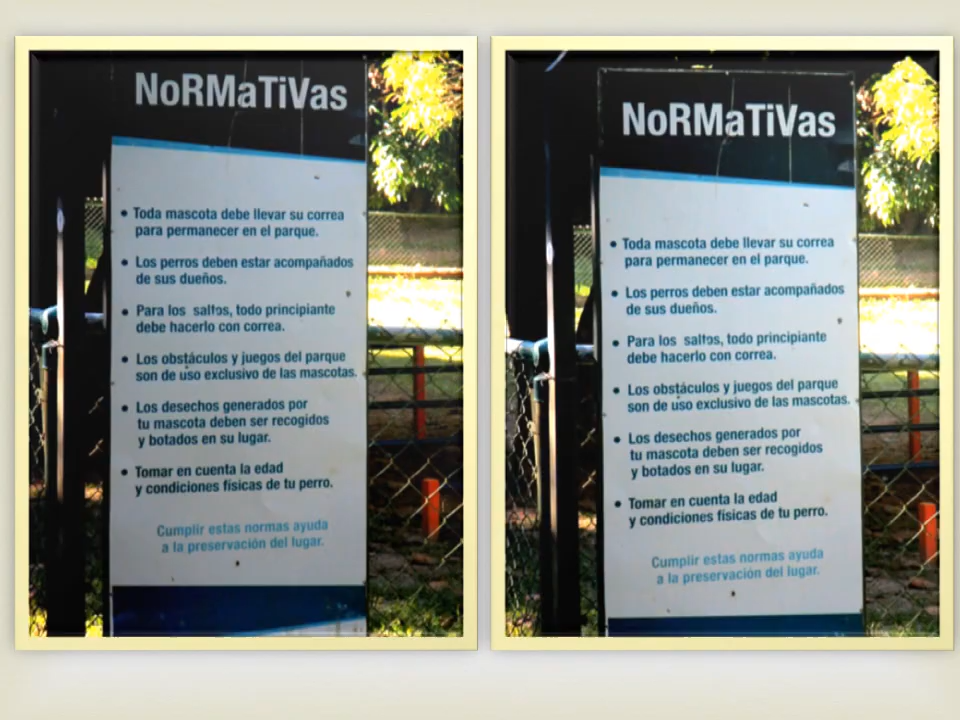 NoRMaTiVas
• Toda mascota debe llevar su correa
para permanecer en el parque.
• Los perros deben estar acompañados
de sus dueños.
• Para los saltos, todo principiante
debe hacerlo con correa.
• Los obstáculos y juegos del parque
son de uso exclusivo de las mascotas.
• Los desechos generados por
tu mascota deben ser recogidos
y botados en su lugar.
• Tomar en cuenta la edad
y condiciones físicas de tu perro.
Cumplir estas normas ayuda
a la preservación del lugar.
NoRMaTiVas
• Toda mascota debe llevar su correa
para permanecer en el parque.
• Los perros deben estar acompañados
de sus dueños.
• Para los saltos, todo principiante
debe hacerlo con correa.
• Los obstáculos y juegos del parque
son de uso exclusivo de las mascotas.
• Los desechos generados por
tu mascota deben ser recogidos
y botados en su lugar.
• Tomar en cuenta la edad
y condiciones físicas de tu perro.
Cumplir estas normas ayuda
a la preservación del lugar.